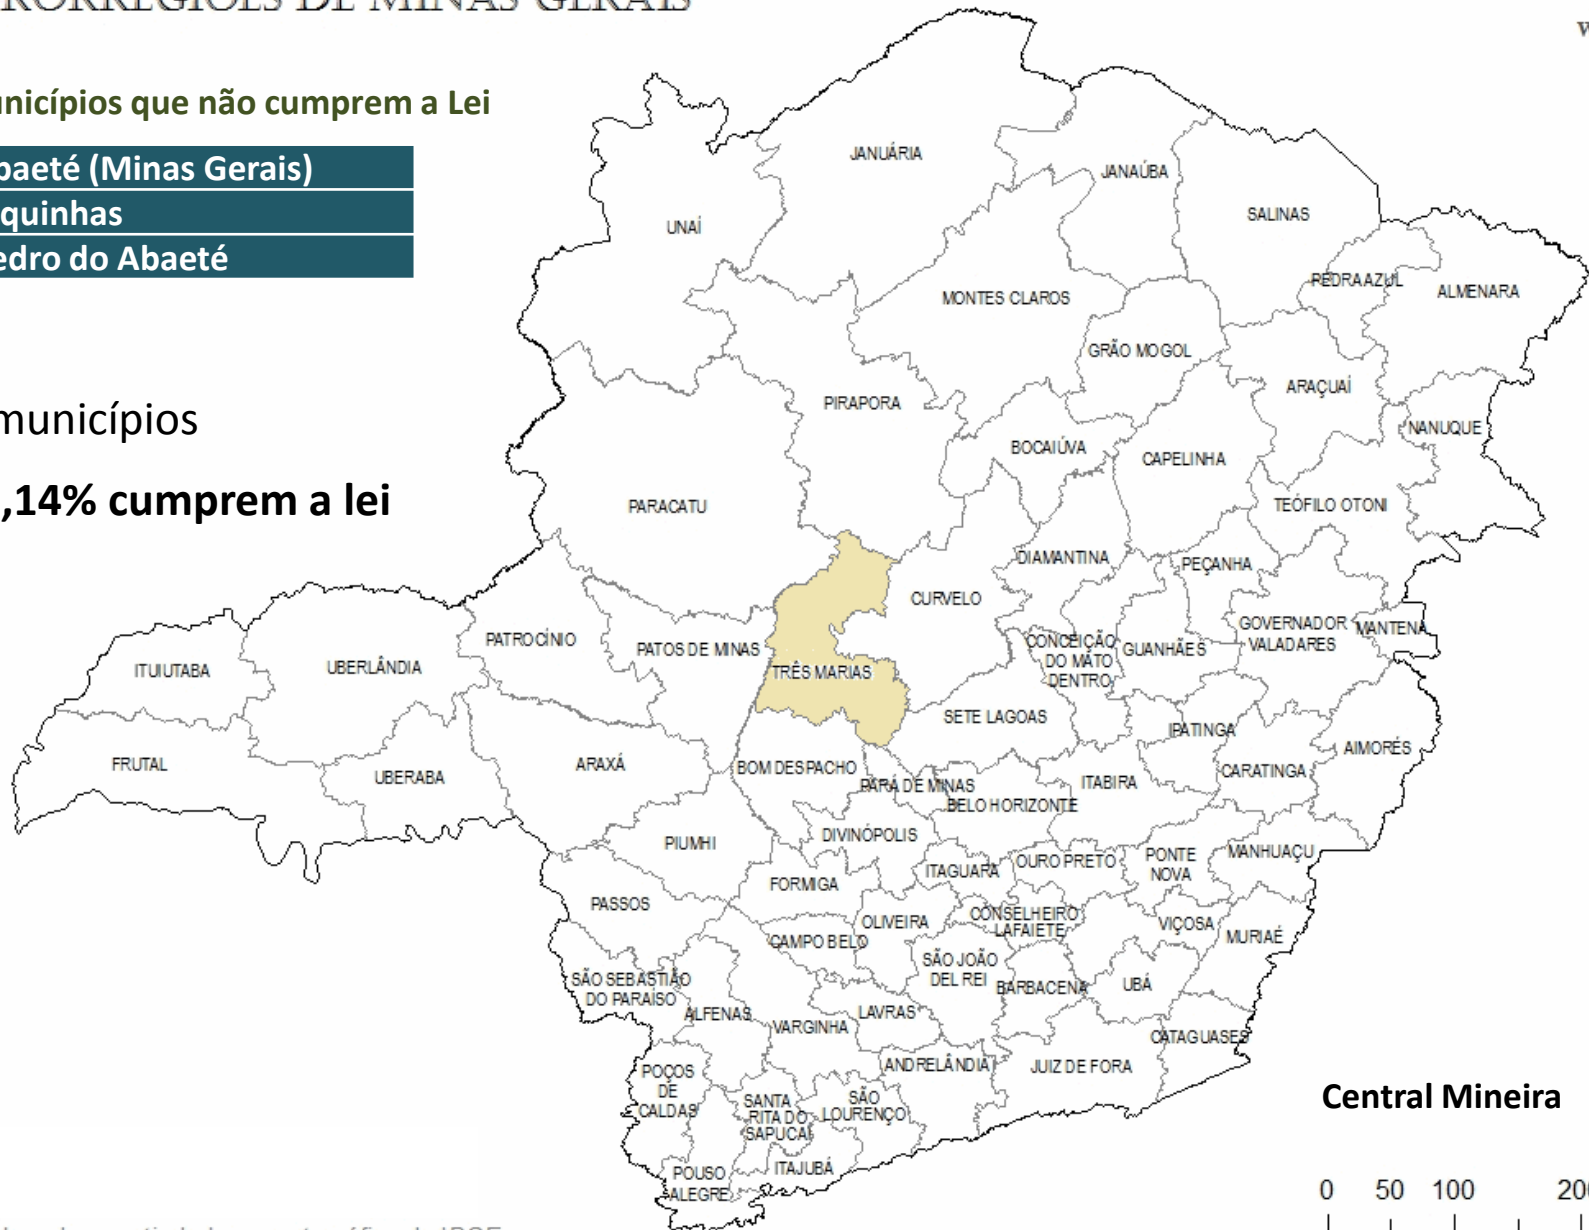 RORREGIÕES DE MINAS GERAIS
nicípios que não cumprem a Lei
baeté (Minas Gerais)
quinhas
edro do Abaeté
municípios
,14% cumprem a lei
JANUÁRIA
JANAÚBA
SALINAS
UNAÍ
PEDRA AZUL
ALMENARA
MONTES CLAROS
GRÃO MOGOL
ARAÇUAÍ
PIRAPORA
NANUQUE
BOCAIÚVA
CAPELINHA
PARACATU
TEÓFILO OTONI
DIAMANTINA
PEÇANHA
CURVELO
GOVERNADOR
VALADARES
MANTENA
PATROCÍNIO
PATOS DE MINAS
CONCEIÇÃO
DO MATO
DENTRO
GUANHÃES
ITUIUTABA
UBERLÂNDIA
TRÊS MARIAS
SETE LAGOAS
IPATINGA
AIMORÉS
FRUTAL
UBERABA
ARAXÁ
BOM DESPACHO
PARÁ DE MINAS
ITABIRA
CARATINGA
BELO HORIZONTE
PIUMHI
DIVINÓPOLIS
ITAGUARA
OURO PRETO
PONTE
NOVA
MANHUAÇU
FORMIGA
PASSOS
OLIVEIRA
CONSELHEIRO
LAFAIETE
VIÇOSA
MURIAÉ
CAMPO BELO
SÃO JOÃO
DEL REI
BARBACENA
UBÁ
SÃO SEBASTIÃO
DO PARAÍSO
ALFENAS
VARGINHA
LAVRAS
CATAGUASES
ANDRELÂNDIA
JUIZ DE FORA
POÇOS
DE
CALDAS
SANTA
RITA DO
SAPUCAÍ
SÃO
LOURENÇO
Central Mineira
POUSO
ALEGRE
ITAJUBÁ
0 50 100 200